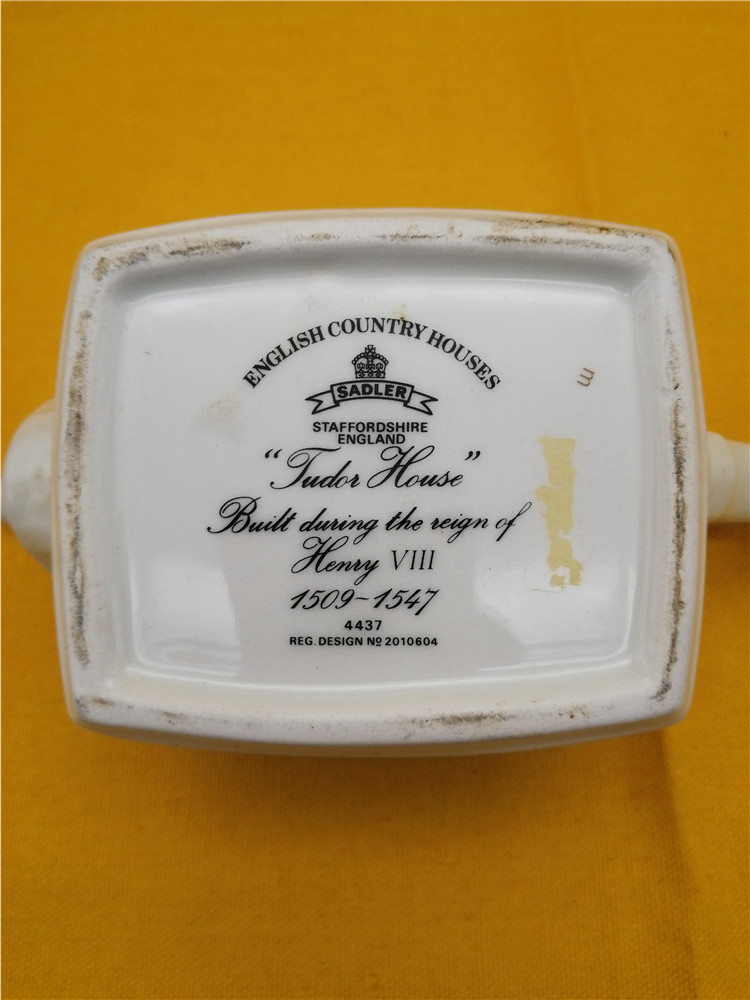 ENGLISH COUNTRY HOUSES
SADLER
STAFFORDSHIRE
ENGLAND
"Tudor House"
Built during the reign of
Henry VIII
1509-1547
4437
REG. DESIGN Nº 2010604
m